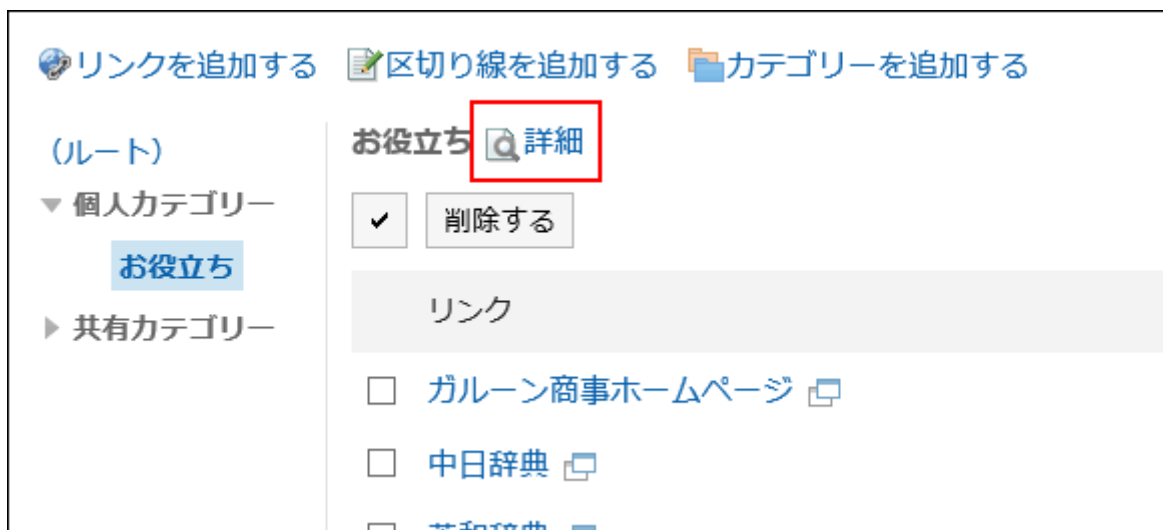 リンクを追加する 区切り線を追加する カテゴリーを追加する
(ルート)
個人カテゴリー
お役立ち
共有カテゴリー
お役立ち 詳細
削除する
リンク
ガルーン商事ホームページ
中日辞典
英和辞典